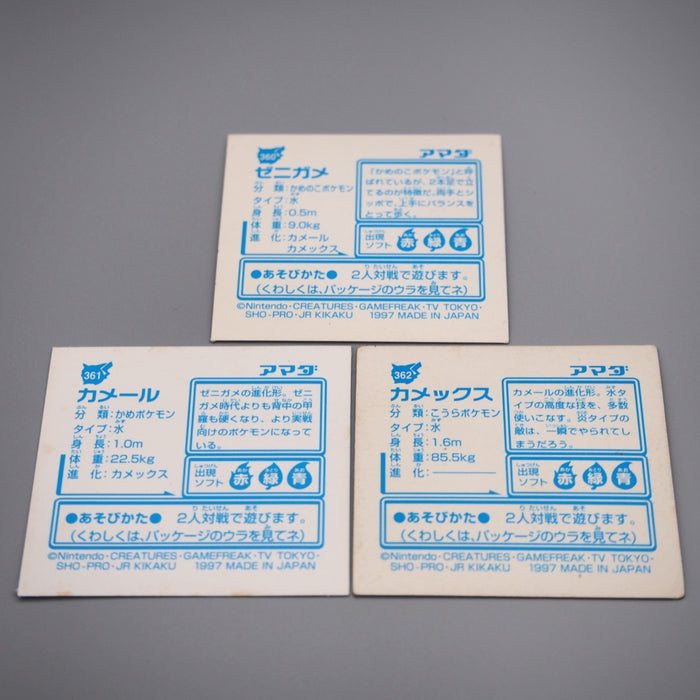 360
アマダ
ゼニガメ
分類:かめのこポケモン
タイプ:水
身長:0.5m
体重:9.0kg
進化:カメール
カメックス
「かめのこポケモン」と呼
ばれているが、2本足で立
てるのが特徴だ。両手とシ
ッポで、上手にバランスを
とって歩く。
出現
ソフト
赤 緑 青
●あそびかた● 2人対戦で遊びます。
(くわしくは、パッケージのウラを見てネ)
©Nintendo・CREATURES・GAMEFREAK・TV TOKYO・
SHO-PRO・JR KIKAKU 1997 MADE IN JAPAN
361
アマダ
カメール
分類:かめポケモン
タイプ:水
身長:1.0m
体重:22.5kg
進化:カメックス
ゼニガメの進化形。ゼニ
ガメ時代よりも背中の甲
羅も硬くなり、より実戦
向けのポケモンになって
いる。
出現
ソフト
赤 緑 青
●あそびかた● 2人対戦で遊びます。
(くわしくは、パッケージのウラを見てネ)
©Nintendo・CREATURES・GAMEFREAK・TV TOKYO・
SHO-PRO・JR KIKAKU 1997 MADE IN JAPAN
362
アマダ
カメックス
分類:こうらポケモン
タイプ:水
身長:1.6m
体重:85.5kg
進化:
カメールの進化形。水タ
イプの高度な技を、多数
使いこなす。炎タイプの
敵は、一瞬でやられてし
まうだろう。
出現
ソフト
赤 緑 青
●あそびかた● 2人対戦で遊びます。
(くわしくは、パッケージのウラを見てネ)
©Nintendo・CREATURES・GAMEFREAK・TV TOKYO・
SHO-PRO・JR KIKAKU 1997 MADE IN JAPAN